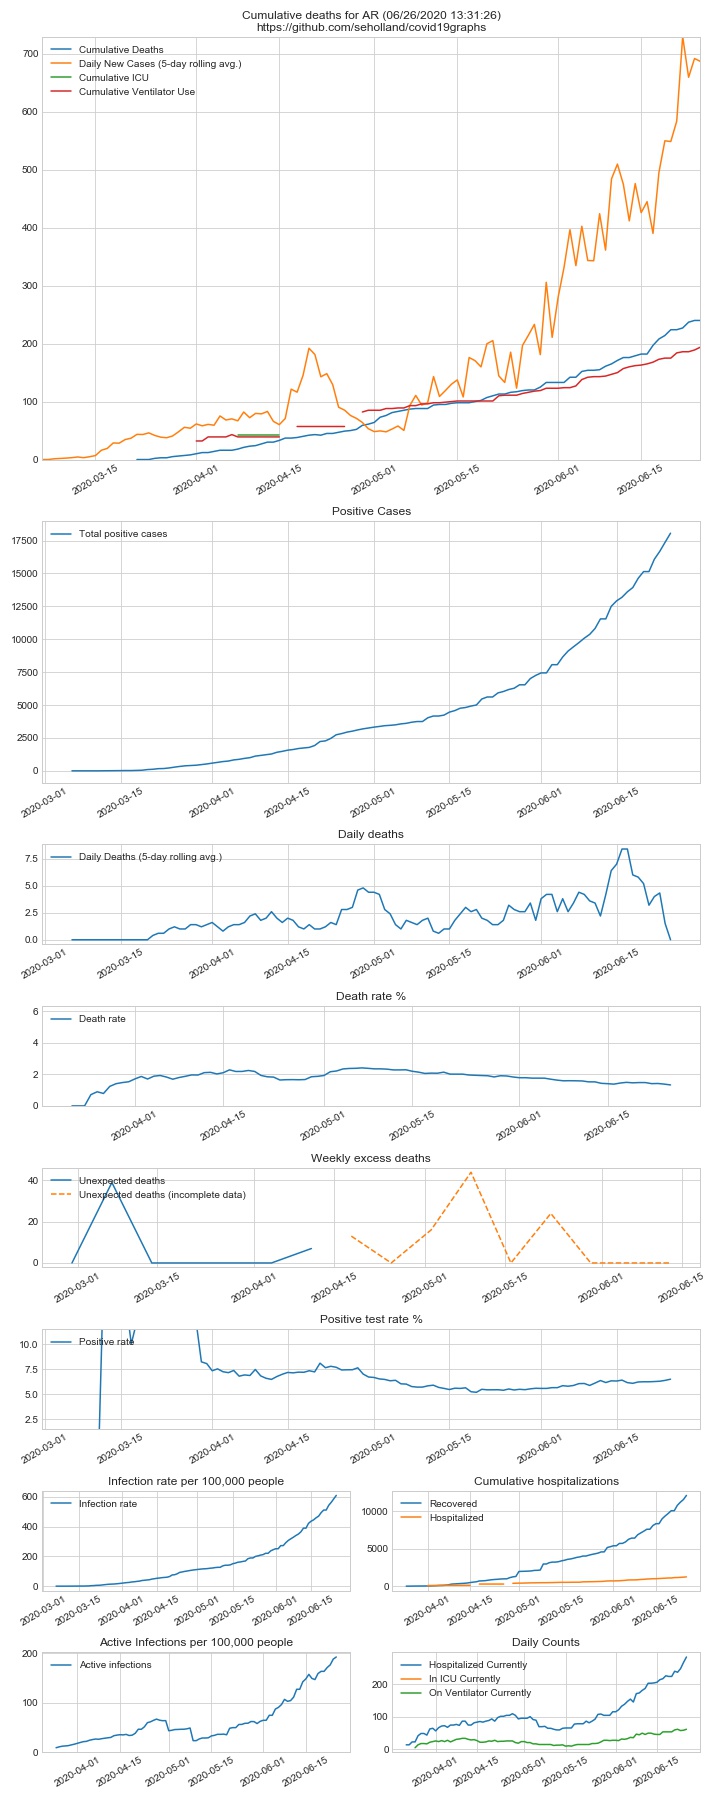 Cumulative deaths for AR (06/26/2020 13:31:26)
https://github.com/seholland/covid19graphs
Cumulative Deaths
Daily New Cases (5-day rolling avg.)
Cumulative ICU
Cumulative Ventilator Use
700
600
500
400
300
200
100
0
2020-03-15 2020-04-01 2020-04-15 2020-05-01 2020-05-15 2020-06-01 2020-06-15
Positive Cases
Total positive cases
17500
15000
12500
10000
7500
5000
2500
0
2020-03-01 2020-03-15 2020-04-01 2020-04-15 2020-05-01 2020-05-15 2020-06-01 2020-06-15
Daily deaths
Daily Deaths (5-day rolling avg.)
7.5
5.0
2.5
0.0
2020-03-01 2020-03-15 2020-04-01 2020-04-15 2020-05-01 2020-05-15 2020-06-01 2020-06-15
Death rate %
Death rate
6
4
2
0
2020-04-01 2020-04-15 2020-05-01 2020-05-15 2020-06-01 2020-06-15
Weekly excess deaths
Unexpected deaths
Unexpected deaths (incomplete data)
40
20
0
2020-03-01 2020-03-15 2020-04-01 2020-04-15 2020-05-01 2020-05-15 2020-06-01 2020-06-15
Positive test rate %
Positive rate
10.0
7.5
5.0
2.5
2020-03-01 2020-03-15 2020-04-01 2020-04-15 2020-05-01 2020-05-15 2020-06-01 2020-06-15
Infection rate per 100,000 people
Infection rate
600
400
200
0
2020-03-01 2020-03-15 2020-04-01 2020-04-15 2020-05-01 2020-05-15 2020-06-01 2020-06-15
Cumulative hospitalizations
Recovered
Hospitalized
10000
5000
0
2020-04-01 2020-04-15 2020-05-01 2020-05-15 2020-06-01 2020-06-15
Active Infections per 100,000 people
Active infections
200
100
0
2020-04-01 2020-04-15 2020-05-01 2020-05-15 2020-06-01 2020-06-15
Daily Counts
Hospitalized Currently
In ICU Currently
On Ventilator Currently
200
100
0
2020-04-01 2020-04-15 2020-05-01 2020-05-15 2020-06-01 2020-06-15